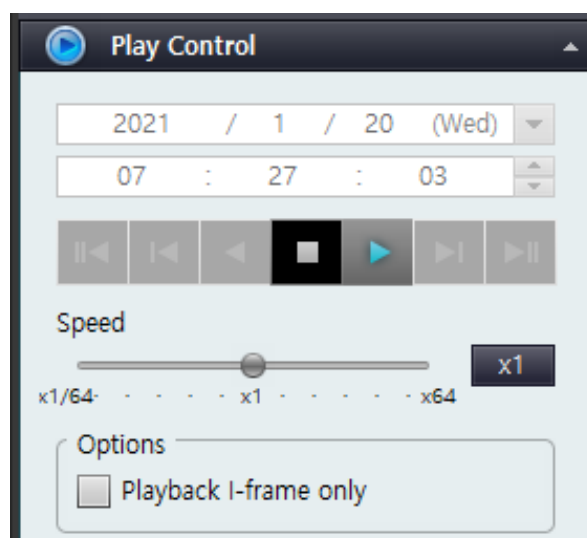 Play Control
2021 / 1 / 20 (Wed)
07 : 27 : 03
Speed
x1
x1/64 - - - - - x1 - - - - - x64
Options
Playback I-frame only